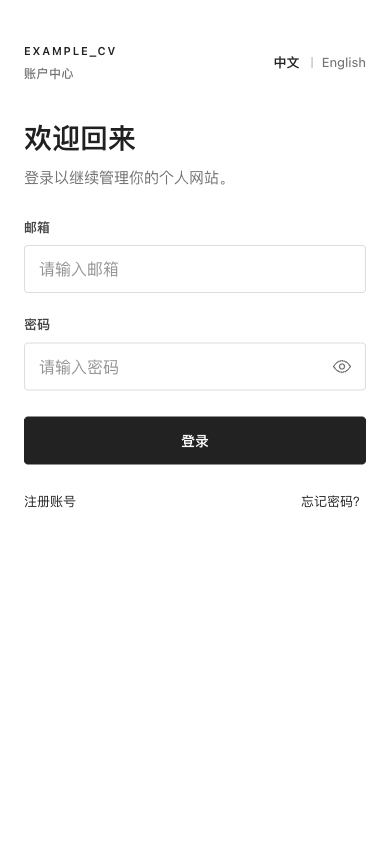 EXAMPLE_CV
账户中心
中文 | English
欢迎回来
登录以继续管理你的个人网站。
邮箱
请输入邮箱
密码
请输入密码
登录
注册账号 忘记密码?